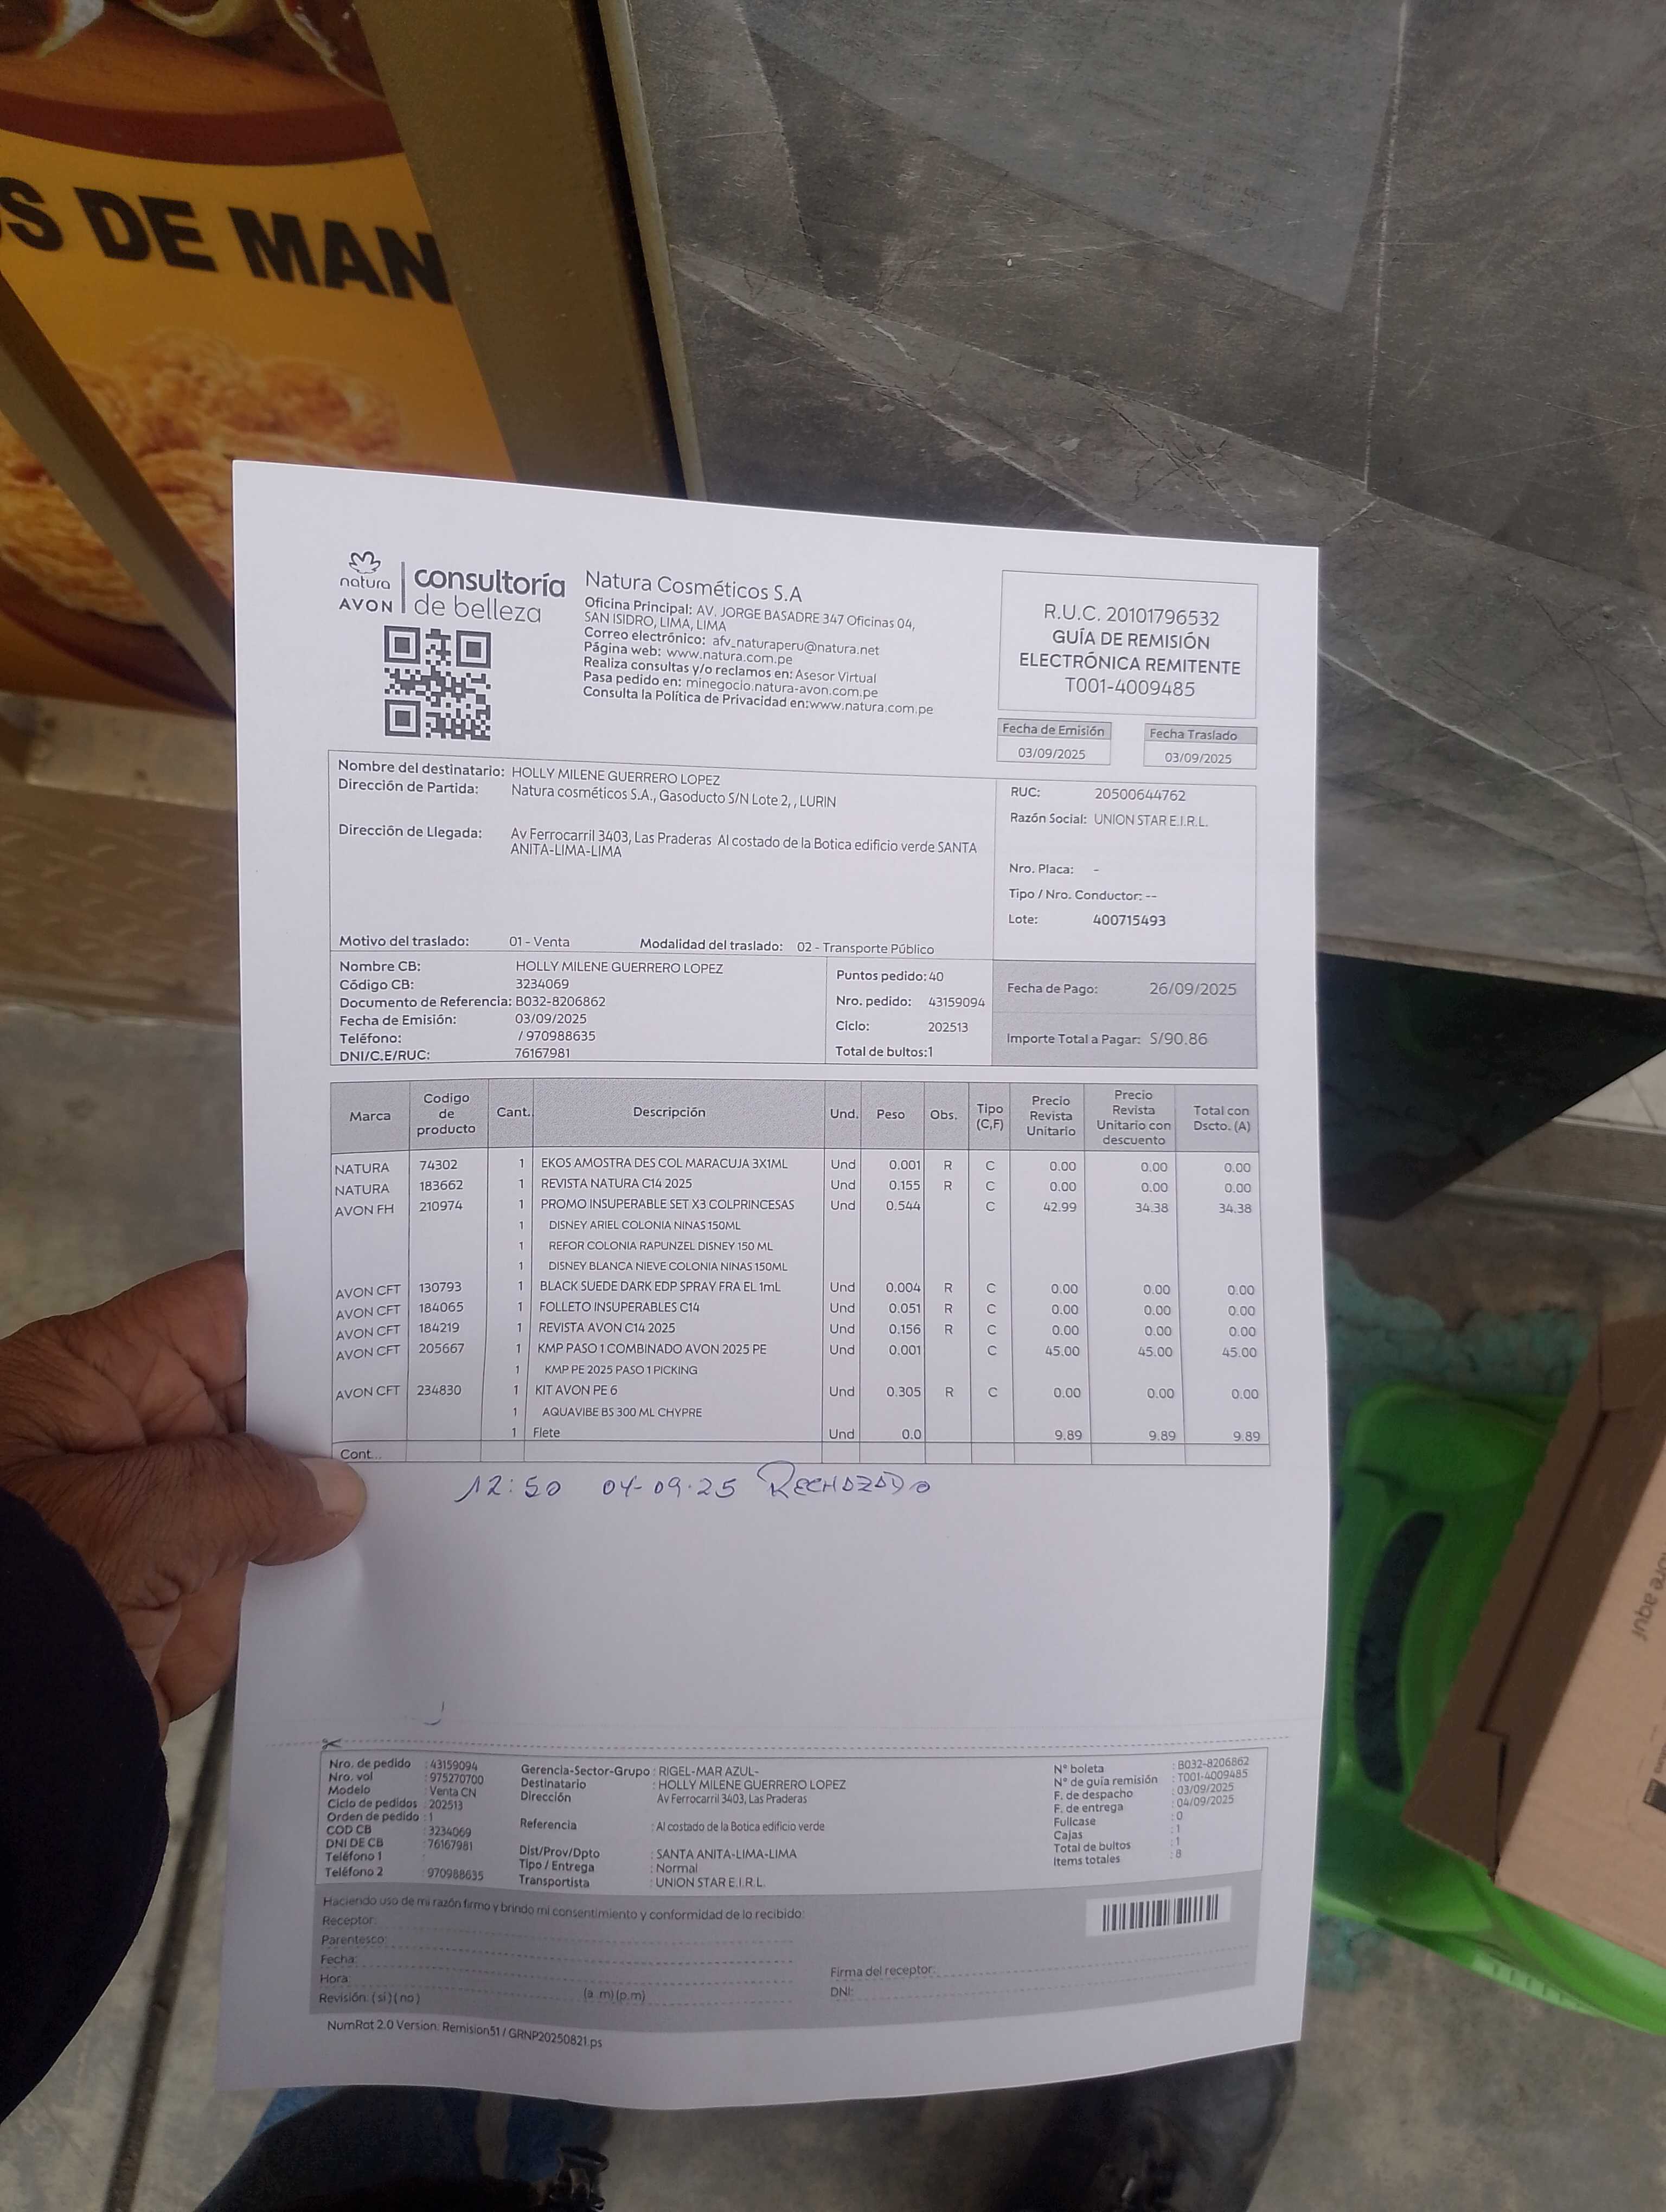 S DE MAN
natura
AVON
consultoría
de belleza
Natura Cosméticos S.A
Oficina Principal: AV. JORGE BASADRE 347 Oficinas 04,
SAN ISIDRO, LIMA, LIMA
Correo electrónico: afv_naturaperu@natura.net
Página web: www.natura.com.pe
Realiza consultas y/o reclamos en: Asesor Virtual
Pasa pedido en: minegocio.natura-avon.com.pe
Consulta la Política de Privacidad en:www.natura.com.pe
R.U.C. 20101796532
GUÍA DE REMISIÓN
ELECTRÓNICA REMITENTE
T001-4009485
Fecha de Emisión Fecha Traslado
03/09/2025 03/09/2025
Nombre del destinatario: HOLLY MILENE GUERRERO LOPEZ
Dirección de Partida: Natura cosméticos S.A., Gasoducto S/N Lote 2, , LURIN
Dirección de Llegada: Av Ferrocarril 3403, Las Praderas Al costado de la Botica edificio verde SANTA
ANITA-LIMA-LIMA
RUC: 20500644762
Razón Social: UNION STAR E.I.R.L.
Nro. Placa: -
Tipo / Nro. Conductor: --
Lote: 400715493
Motivo del traslado: 01 - Venta Modalidad del traslado: 02 - Transporte Público
Nombre CB: HOLLY MILENE GUERRERO LOPEZ
Código CB: 3234069
Documento de Referencia: B032-8206862
Fecha de Emisión: 03/09/2025
Teléfono: / 970988635
DNI/C.E/RUC: 76167981
Puntos pedido: 40
Nro. pedido: 43159094
Ciclo: 202513
Total de bultos:1
Fecha de Pago: 26/09/2025
Importe Total a Pagar: S/90.86
Marca Codigo de producto Cant. Descripción Und. Peso Obs. Tipo (C,F) Precio Revista Unitario Precio Revista Unitario con descuento Total con Dscto. (A)
NATURA 74302 1 EKOS AMOSTRA DES COL MARACUJA 3X1ML Und 0.001 R C 0.00 0.00 0.00
NATURA 183662 1 REVISTA NATURA C14 2025 Und 0.155 R C 0.00 0.00 0.00
AVON FH 210974 1 PROMO INSUPERABLE SET X3 COLPRINCESAS Und 0.544 C 42.99 34.38 34.38
1 DISNEY ARIEL COLONIA NINAS 150ML
1 REFOR COLONIA RAPUNZEL DISNEY 150 ML
1 DISNEY BLANCA NIEVE COLONIA NINAS 150ML
AVON CFT 130793 1 BLACK SUEDE DARK EDP SPRAY FRA EL 1mL Und 0.004 R C 0.00 0.00 0.00
AVON CFT 184065 1 FOLLETO INSUPERABLES C14 Und 0.051 R C 0.00 0.00 0.00
AVON CFT 184219 1 REVISTA AVON C14 2025 Und 0.156 R C 0.00 0.00 0.00
AVON CFT 205667 1 KMP PASO 1 COMBINADO AVON 2025 PE Und 0.001 C 45.00 45.00 45.00
1 KMP PE 2025 PASO 1 PICKING
AVON CFT 234830 1 KIT AVON PE 6 Und 0.305 R C 0.00 0.00 0.00
1 AQUAVIBE BS 300 ML CHYPRE
1 Flete Und 0.0 9.89 9.89 9.89
Cont...
12:50 04-09-25 RECHAZADO
Nro. de pedido : 43159094
Nro. vol : 975270700
Modelo : Venta CN
Ciclo de pedidos : 202513
Orden de pedido : 1
COD CB : 3234069
DNI DE CB : 76167981
Teléfono 1 :
Teléfono 2 : 970988635
Gerencia-Sector-Grupo : RIGEL-MAR AZUL-
Destinatario : HOLLY MILENE GUERRERO LOPEZ
Dirección Av Ferrocarril 3403, Las Praderas
Referencia : Al costado de la Botica edificio verde
Dist/Prov/Dpto : SANTA ANITA-LIMA-LIMA
Tipo / Entrega : Normal
Transportista : UNION STAR E.I.R.L.
N° boleta : B032-8206862
N° de guía remisión : T001-4009485
F. de despacho : 03/09/2025
F. de entrega : 04/09/2025
Fullcase : 0
Cajas : 1
Total de bultos : 1
Items totales : 8
Haciendo uso de mi razón firmo y brindo mi consentimiento y conformidad de lo recibido:
Receptor:
Parentesco:
Fecha:
Hora: (a. m) (p.m)
Revisión: ( si ) ( no )
Firma del receptor:
DNI:
NumRot 2.0 Version: Remision51 / GRNP20250821.ps
aquí